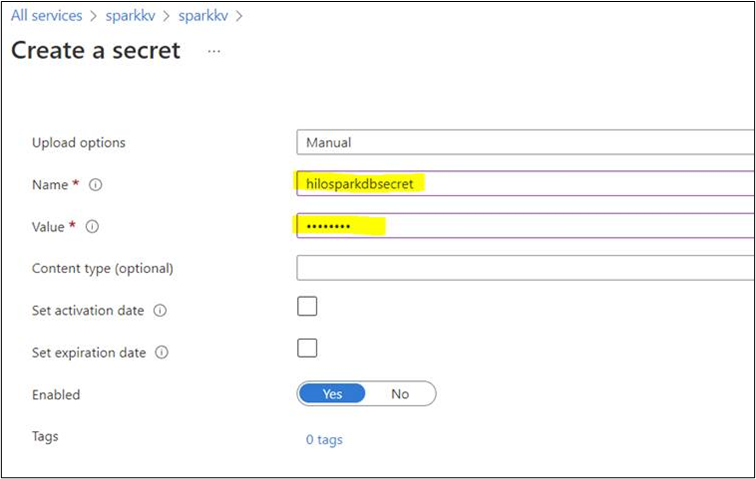 All services > sparkkv > sparkkv >
Create a secret ...
Upload options Manual
Name * hilosparkdbsecret
Value * ••••••••
Content type (optional)
Set activation date
Set expiration date
Enabled Yes No
Tags 0 tags